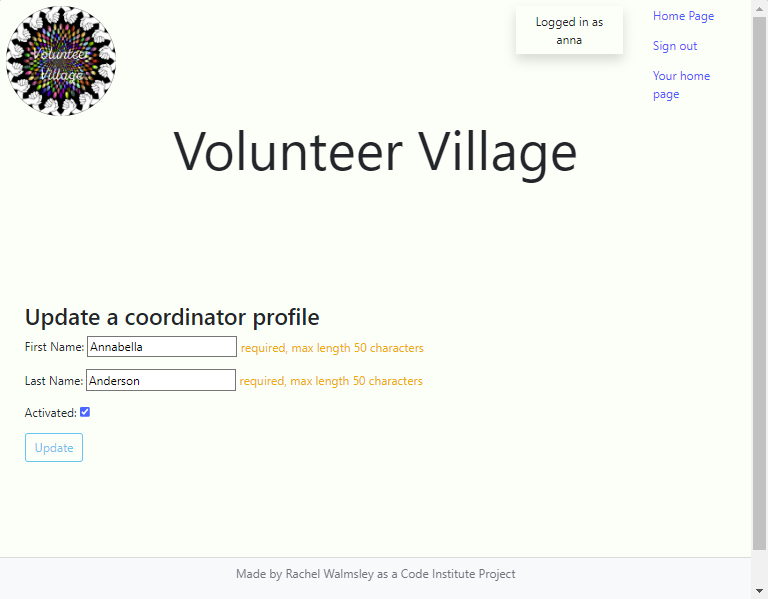 Volunteer
Village
Logged in as
anna
Home Page
Sign out
Your home
page
Volunteer Village
Update a coordinator profile
First Name: Annabella required, max length 50 characters
Last Name: Anderson required, max length 50 characters
Activated:
Update
Made by Rachel Walmsley as a Code Institute Project